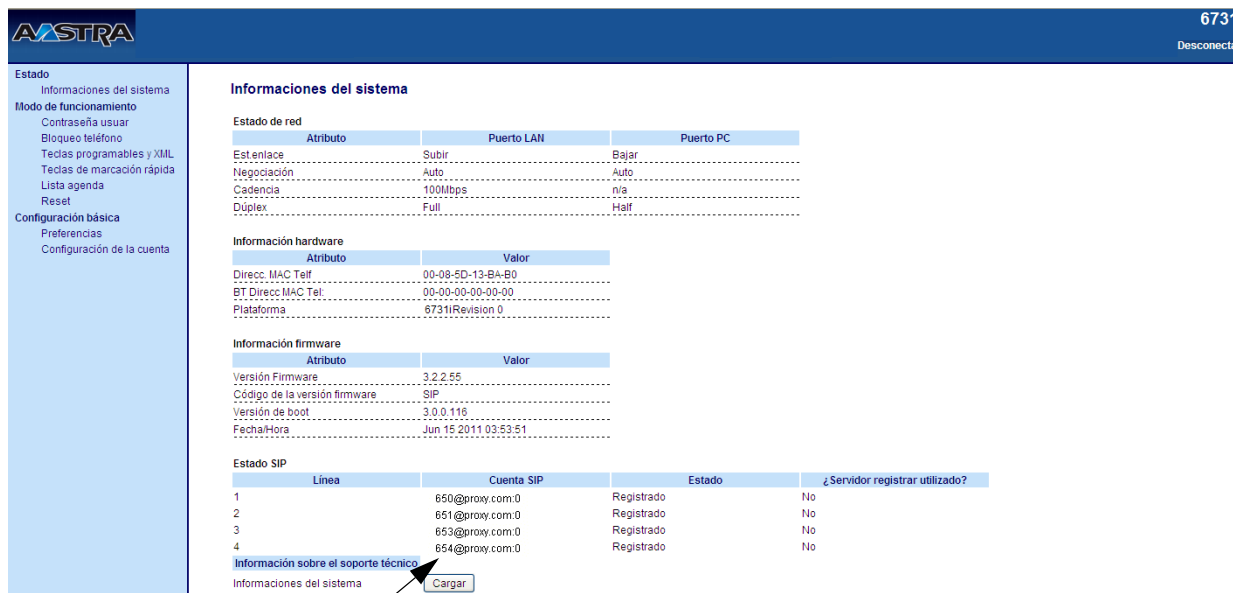 AASTRA
6731
Desconecta
Estado
Informaciones del sistema
Modo de funcionamiento
Contraseña usuar
Bloqueo teléfono
Teclas programables y XML
Teclas de marcación rápida
Lista agenda
Reset
Configuración básica
Preferencias
Configuración de la cuenta
Informaciones del sistema
Estado de red
Atributo Puerto LAN Puerto PC
Est.enlace Subir Bajar
Negociación Auto Auto
Cadencia 100Mbps n/a
Dúplex Full Half
Información hardware
Atributo Valor
Direcc. MAC Telf 00-08-5D-13-BA-B0
BT Direcc MAC Tel: 00-00-00-00-00-00
Plataforma 6731iRevision 0
Información firmware
Atributo Valor
Versión Firmware 3.2.2.55
Código de la versión firmware SIP
Versión de boot 3.0.0.116
Fecha/Hora Jun 15 2011 03:53:51
Estado SIP
Línea Cuenta SIP Estado ¿Servidor registrar utilizado?
1 650@proxy.com:0 Registrado No
2 651@proxy.com:0 Registrado No
3 653@proxy.com:0 Registrado No
4 654@proxy.com:0 Registrado No
Información sobre el soporte técnico
Informaciones del sistema Cargar